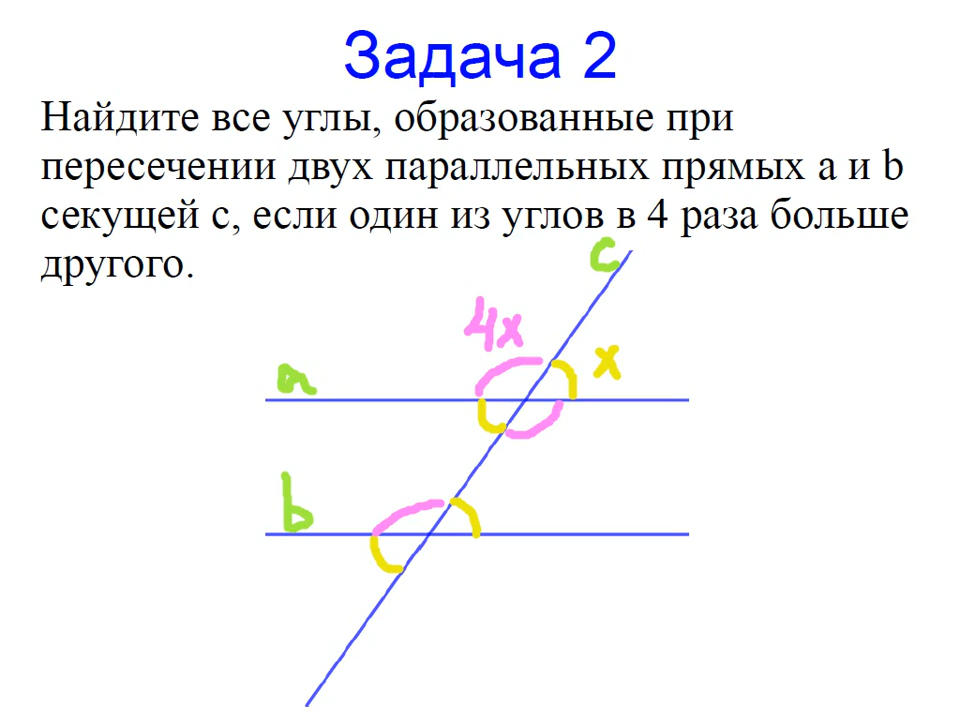 Задача 2
Найдите все углы, образованные при
пересечении двух параллельных прямых a и b
секущей с, если один из углов в 4 раза больше
другого.
c
4x
x
a
b